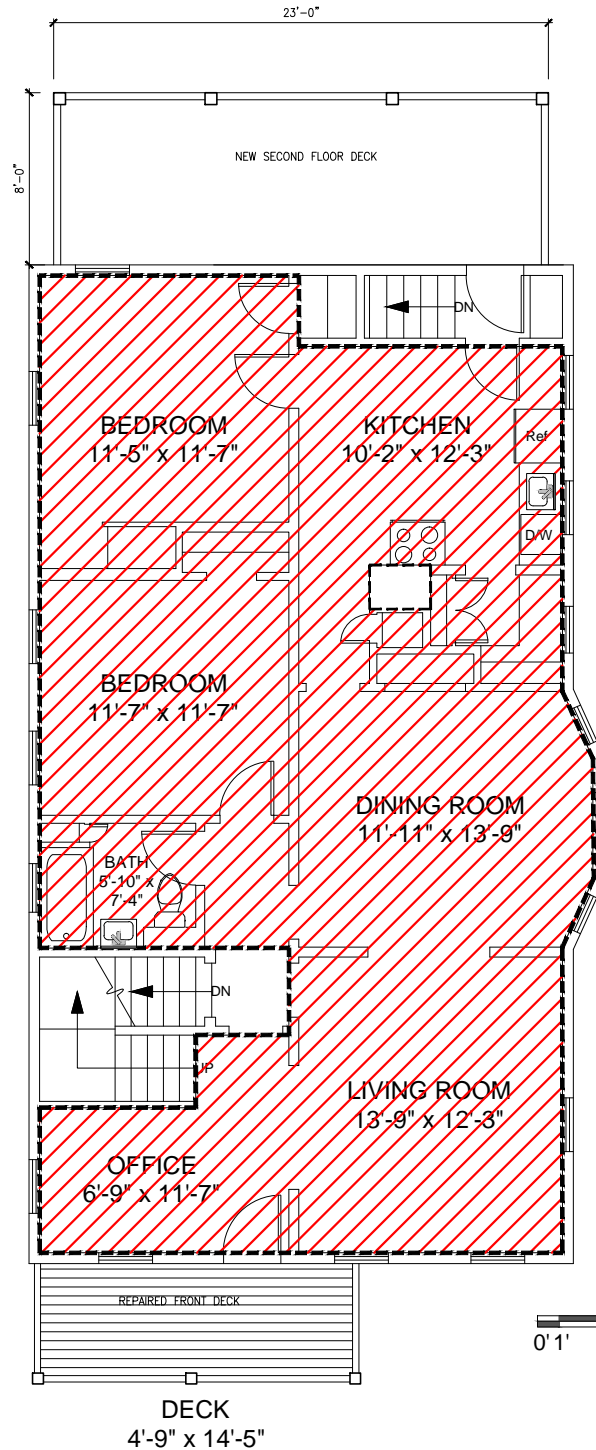 23'-0"
8'-0"
NEW SECOND FLOOR DECK
DN
BEDROOM
11'-5" x 11'-7"
KITCHEN
10'-2" x 12'-3"
Ref
D/W
BEDROOM
11'-7" x 11'-7"
DINING ROOM
11'-11" x 13'-9"
BATH
5'-10" x
7'-4"
DN
UP
LIVING ROOM
13'-9" x 12'-3"
OFFICE
6'-9" x 11'-7"
REPAIRED FRONT DECK
0' 1'
DECK
4'-9" x 14'-5"